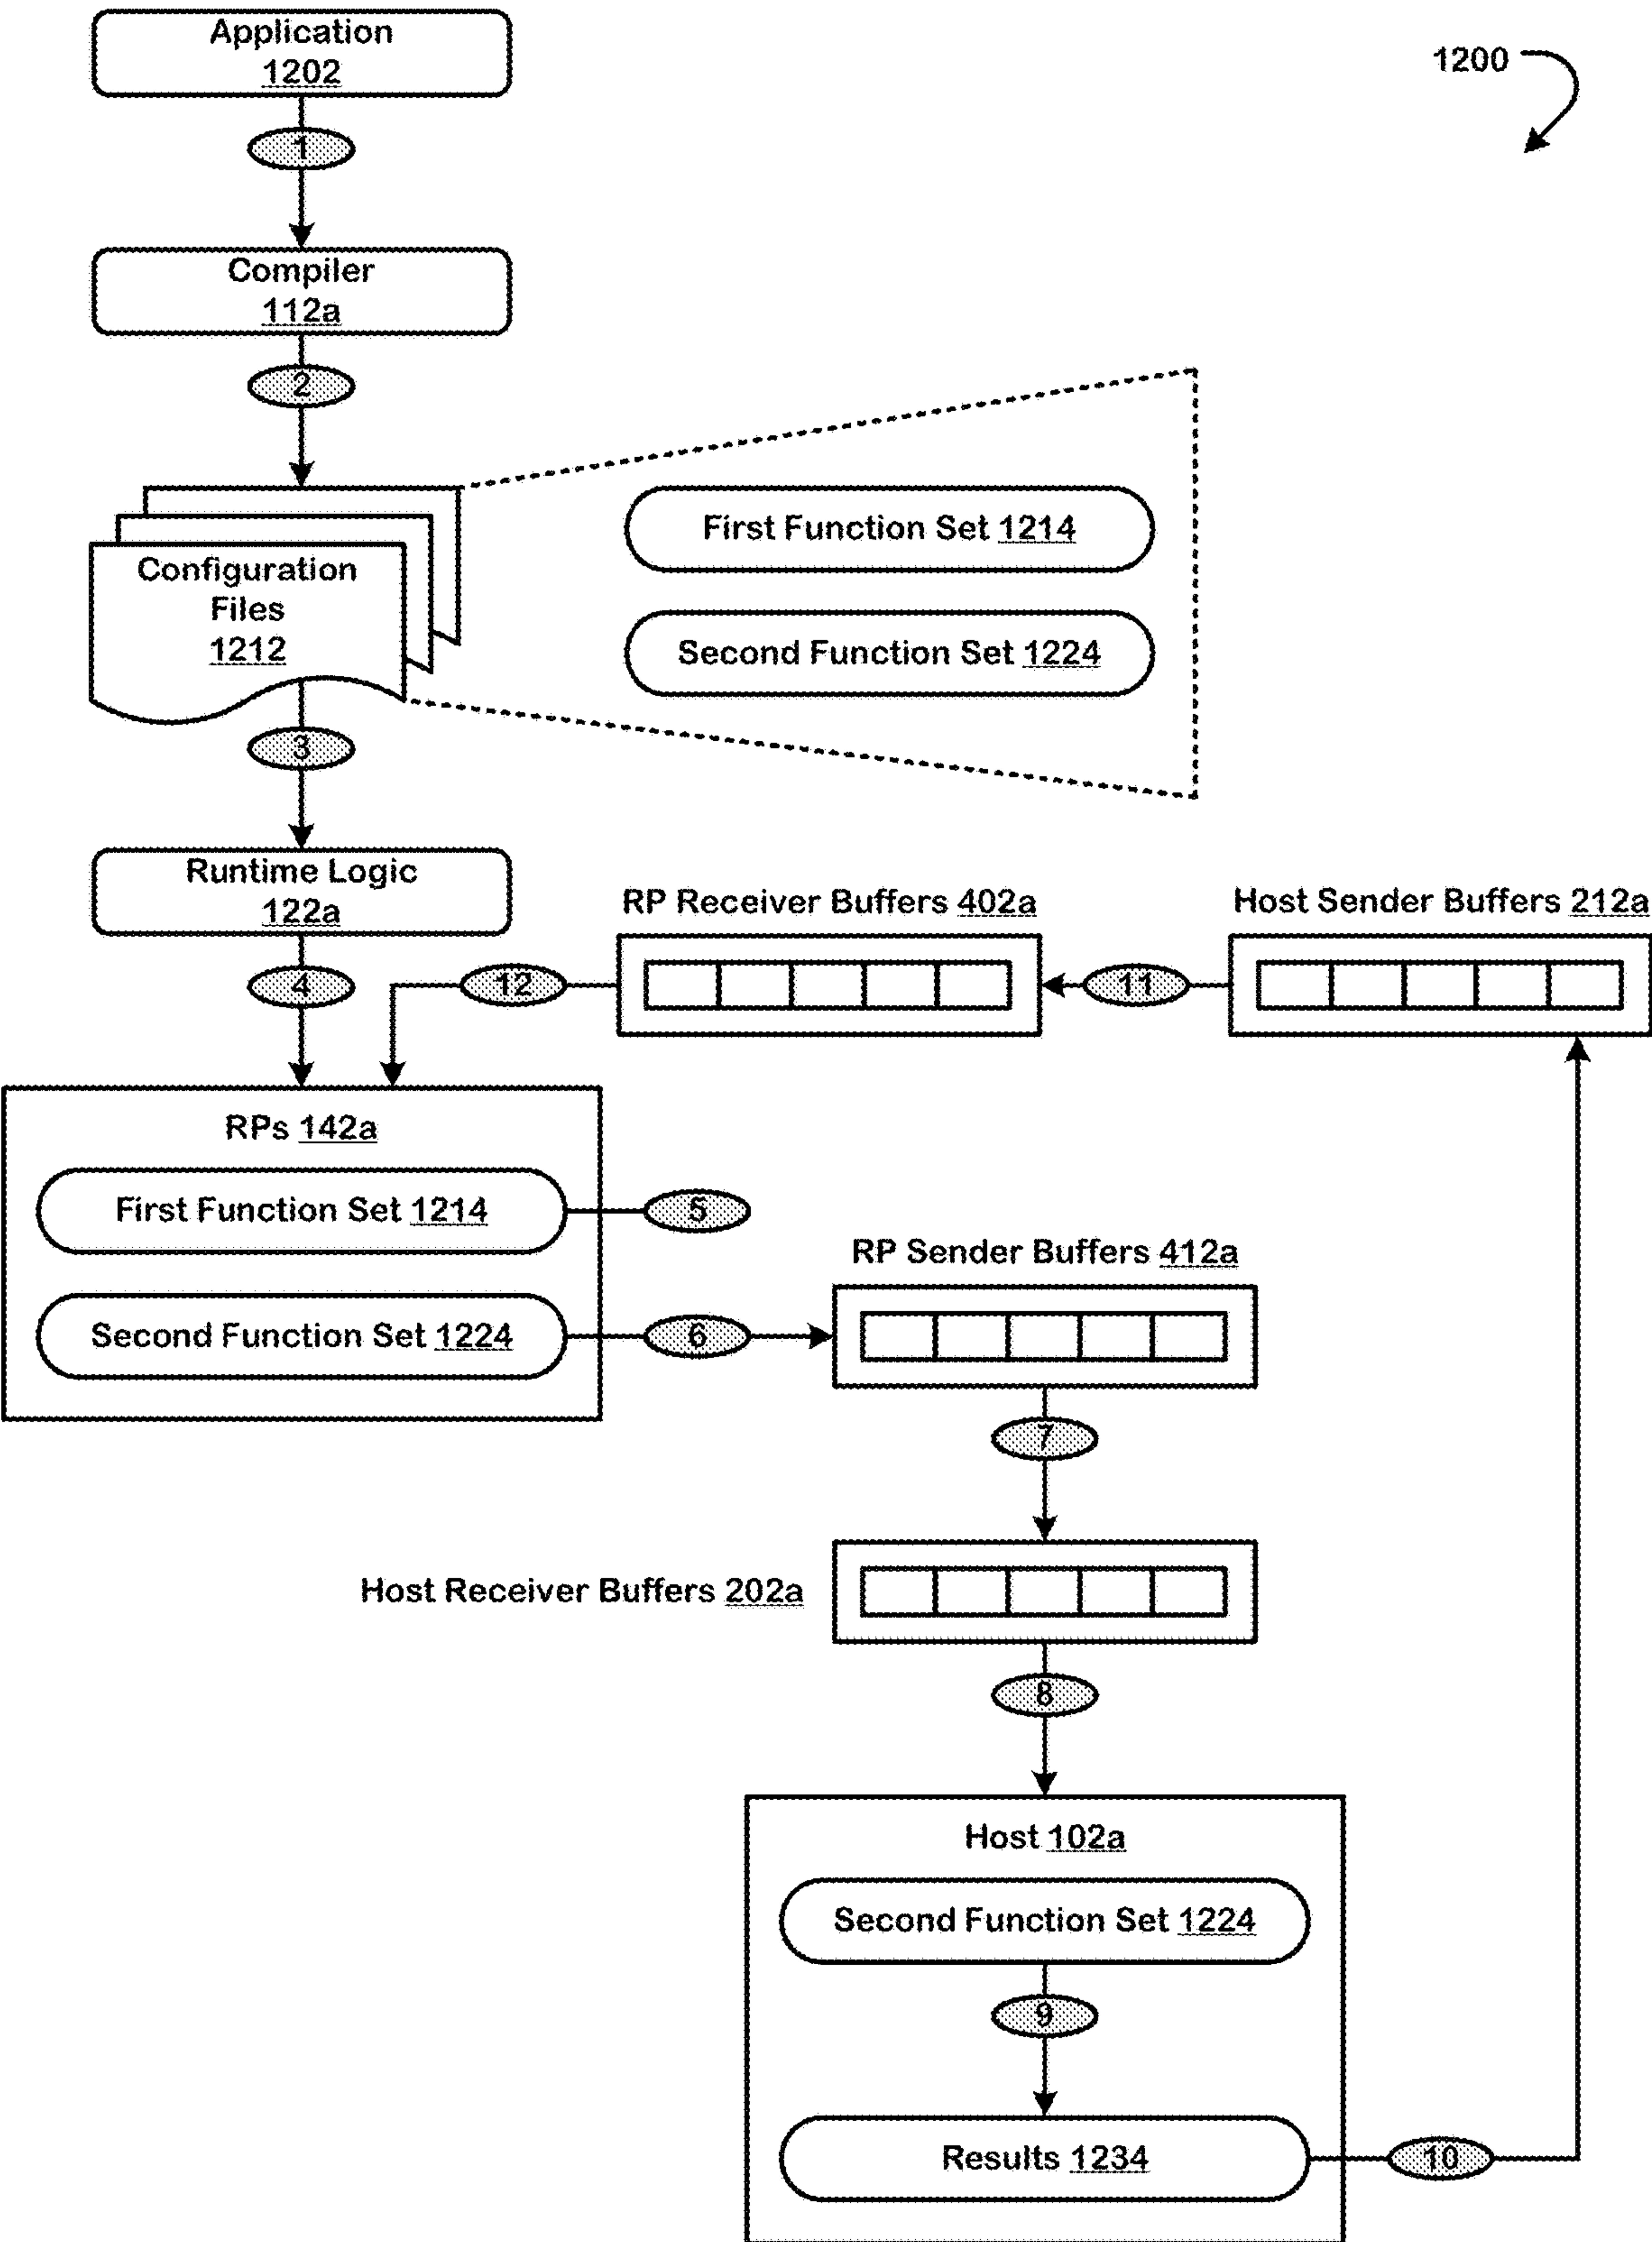 Application
1202
1200
1
Compiler
112a
2
First Function Set 1214
Configuration
Files
1212
Second Function Set 1224
3
Runtime Logic
122a
RP Receiver Buffers 402a
Host Sender Buffers 212a
4
12
11
RPs 142a
First Function Set 1214
5
RP Sender Buffers 412a
Second Function Set 1224
6
7
Host Receiver Buffers 202a
8
Host 102a
Second Function Set 1224
9
Results 1234
10